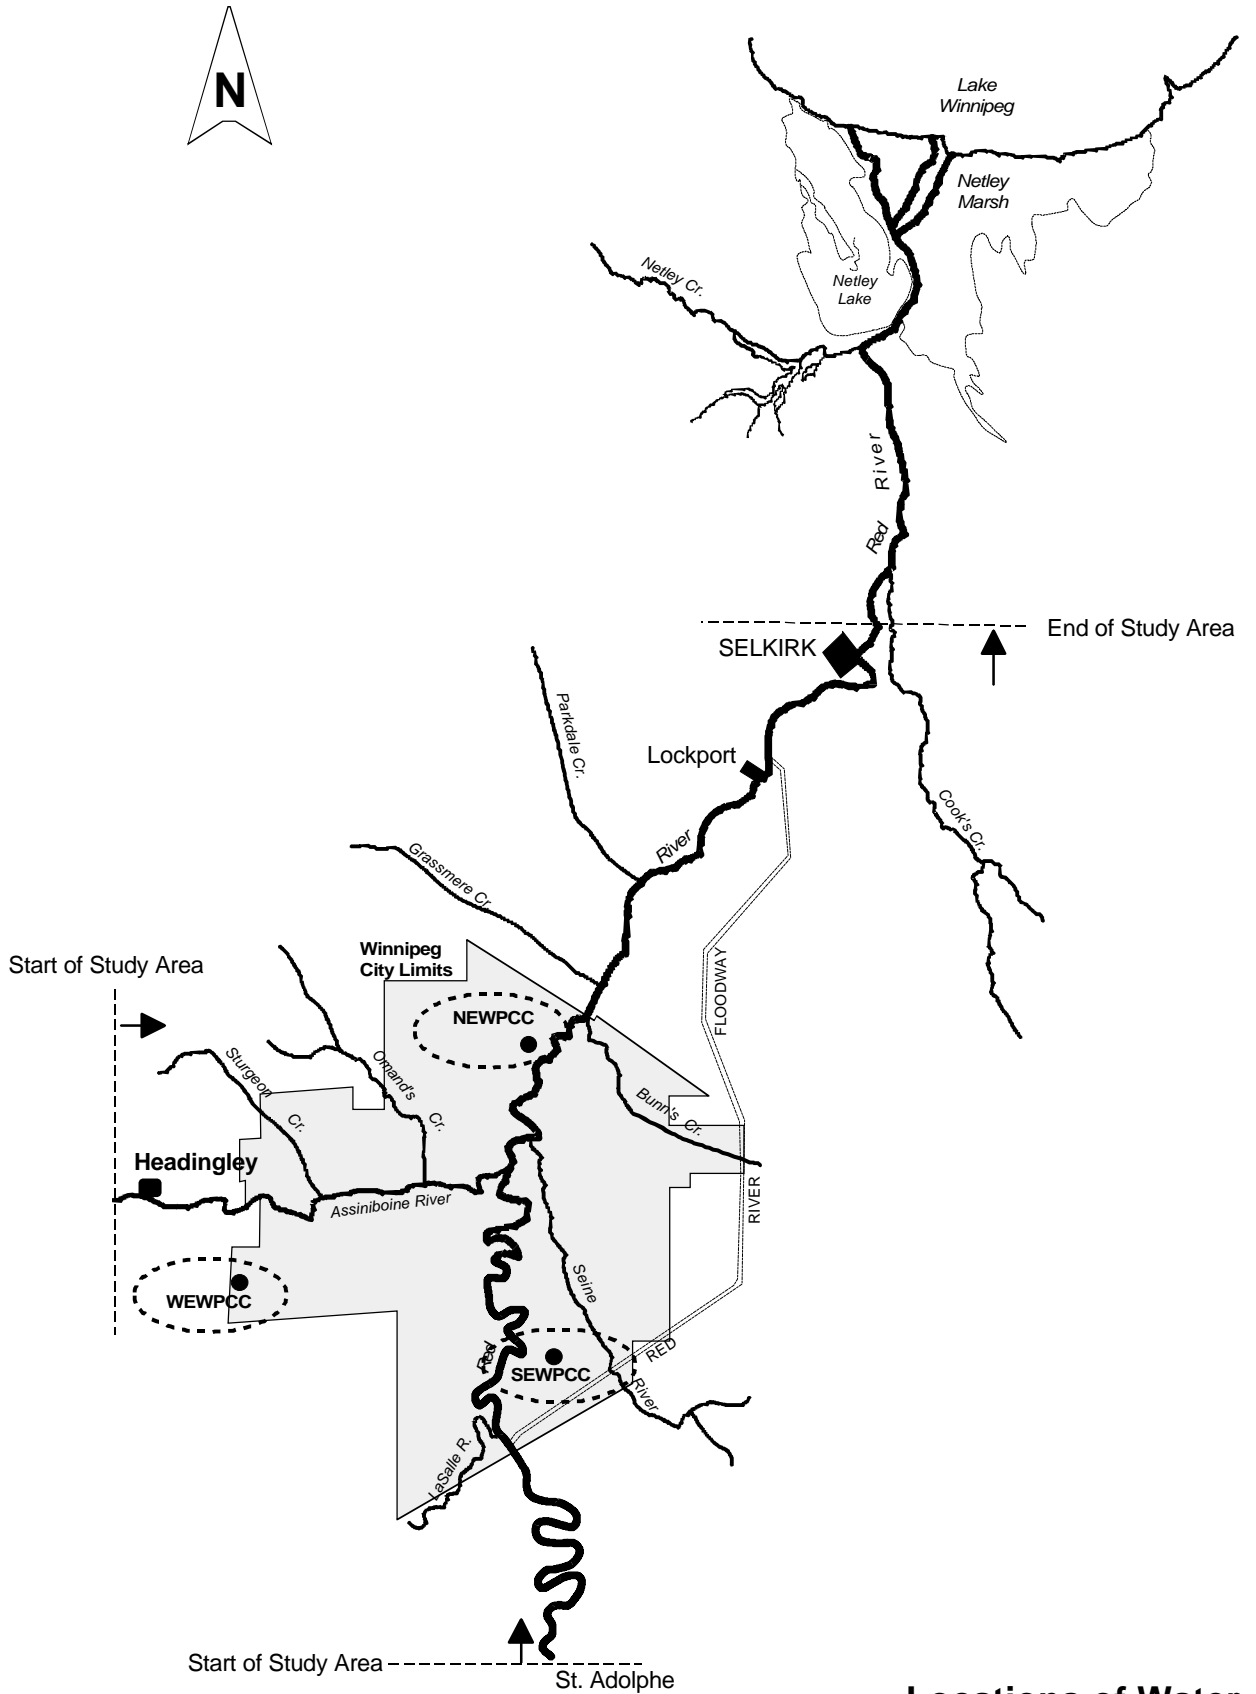 N
Lake
Winnipeg
Netley
Marsh
Netley Cr.
Netley
Lake
River
Red
End of Study Area
SELKIRK
Parkdale Cr.
Lockport
Cook's Cr.
River
Grassmere Cr.
Winnipeg
City Limits
Start of Study Area
FLOODWAY
NEWPCC
Sturgeon
Cr.
Omand's
Cr.
Bunn's Cr.
Headingley
Assiniboine River
RIVER
Seine
WEWPCC
Red
RED
SEWPCC
River
LaSalle R.
Start of Study Area
St. Adolphe